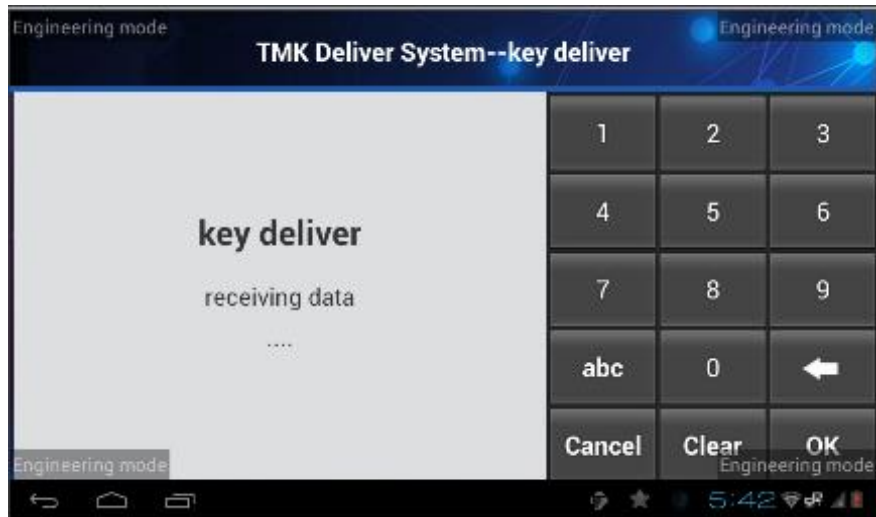 Engineering mode
Engineering mode
TMK Deliver System--key deliver
key deliver
receiving data
....
1 2 3
4 5 6
7 8 9
abc 0
Cancel Clear OK
Engineering mode
Engineering mode
5:42